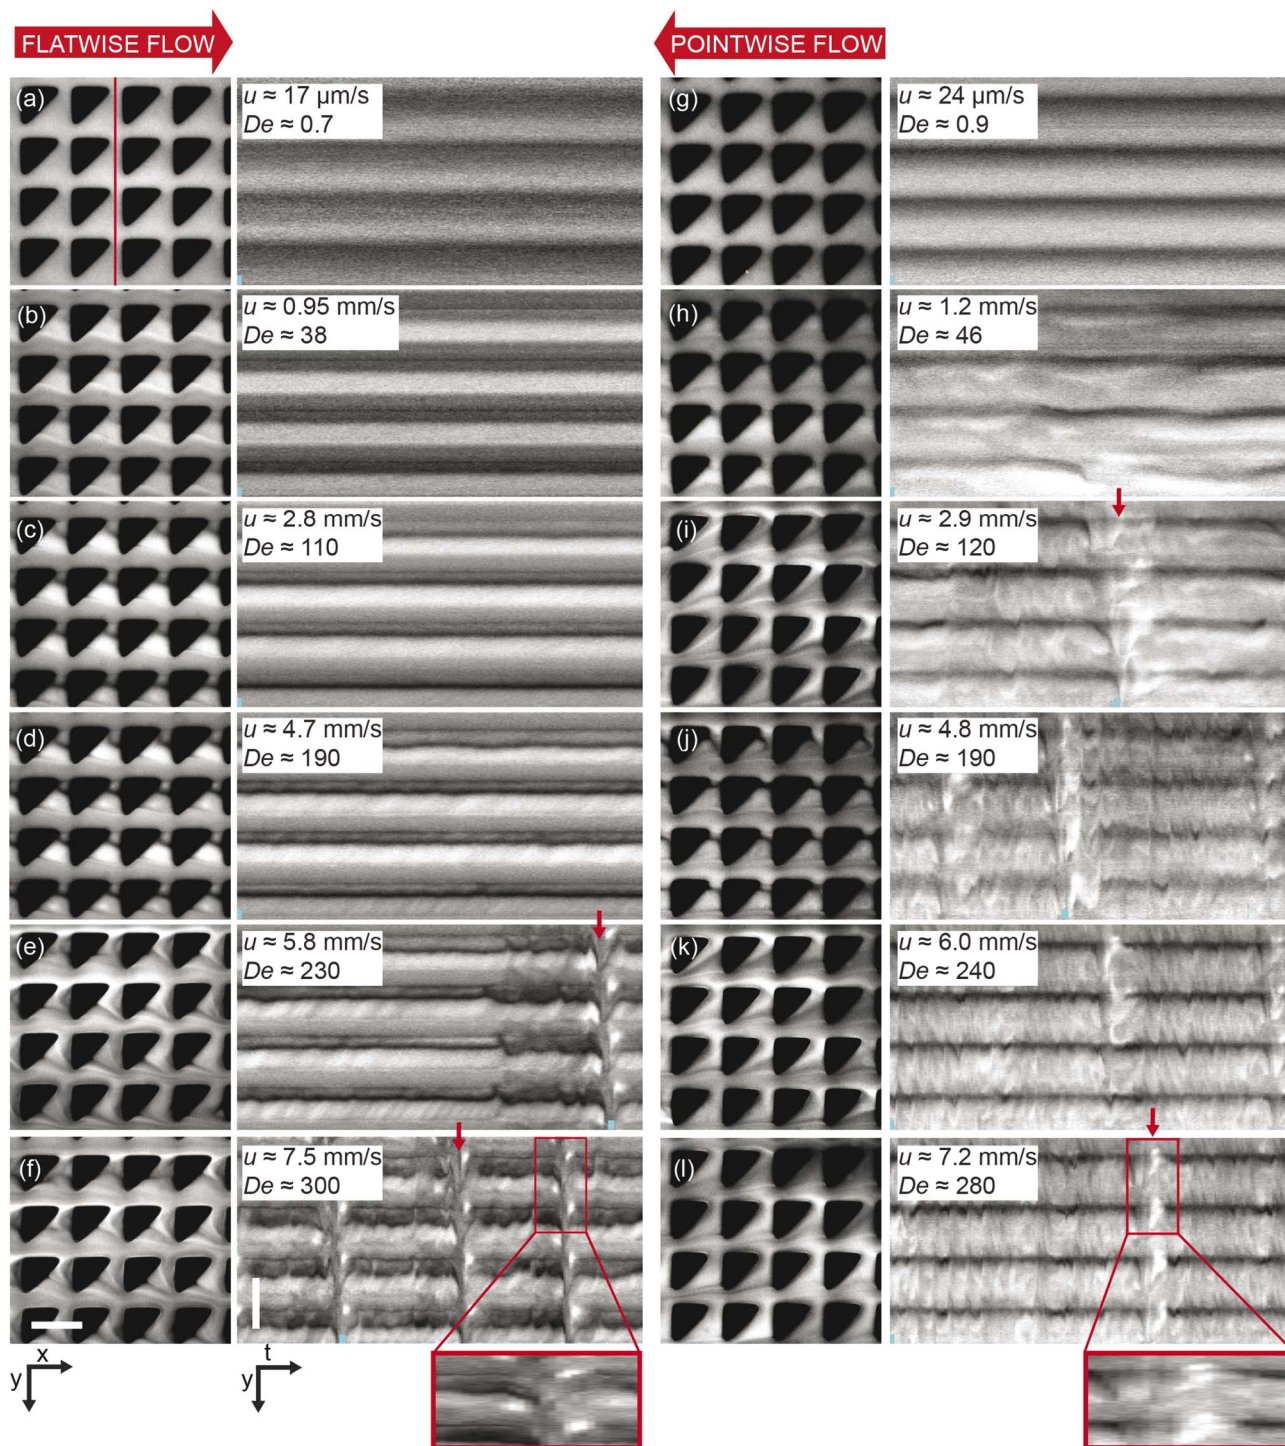 FLATWISE FLOW
POINTWISE FLOW
(a)
u ≈ 17 µm/s
De ≈ 0.7
(g)
u ≈ 24 µm/s
De ≈ 0.9
(b)
u ≈ 0.95 mm/s
De ≈ 38
(h)
u ≈ 1.2 mm/s
De ≈ 46
(c)
u ≈ 2.8 mm/s
De ≈ 110
(i)
u ≈ 2.9 mm/s
De ≈ 120
(d)
u ≈ 4.7 mm/s
De ≈ 190
(j)
u ≈ 4.8 mm/s
De ≈ 190
(e)
u ≈ 5.8 mm/s
De ≈ 230
(k)
u ≈ 6.0 mm/s
De ≈ 240
(f)
u ≈ 7.5 mm/s
De ≈ 300
(l)
u ≈ 7.2 mm/s
De ≈ 280
x
y
t
y